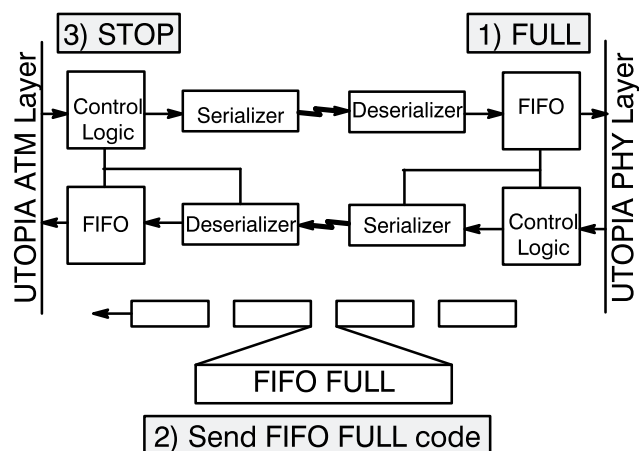 3) STOP
1) FULL
UTOPIA ATM Layer
Control
Logic
Serializer
Deserializer
FIFO
UTOPIA PHY Layer
FIFO
Deserializer
Serializer
Control
Logic
FIFO FULL
2) Send FIFO FULL code